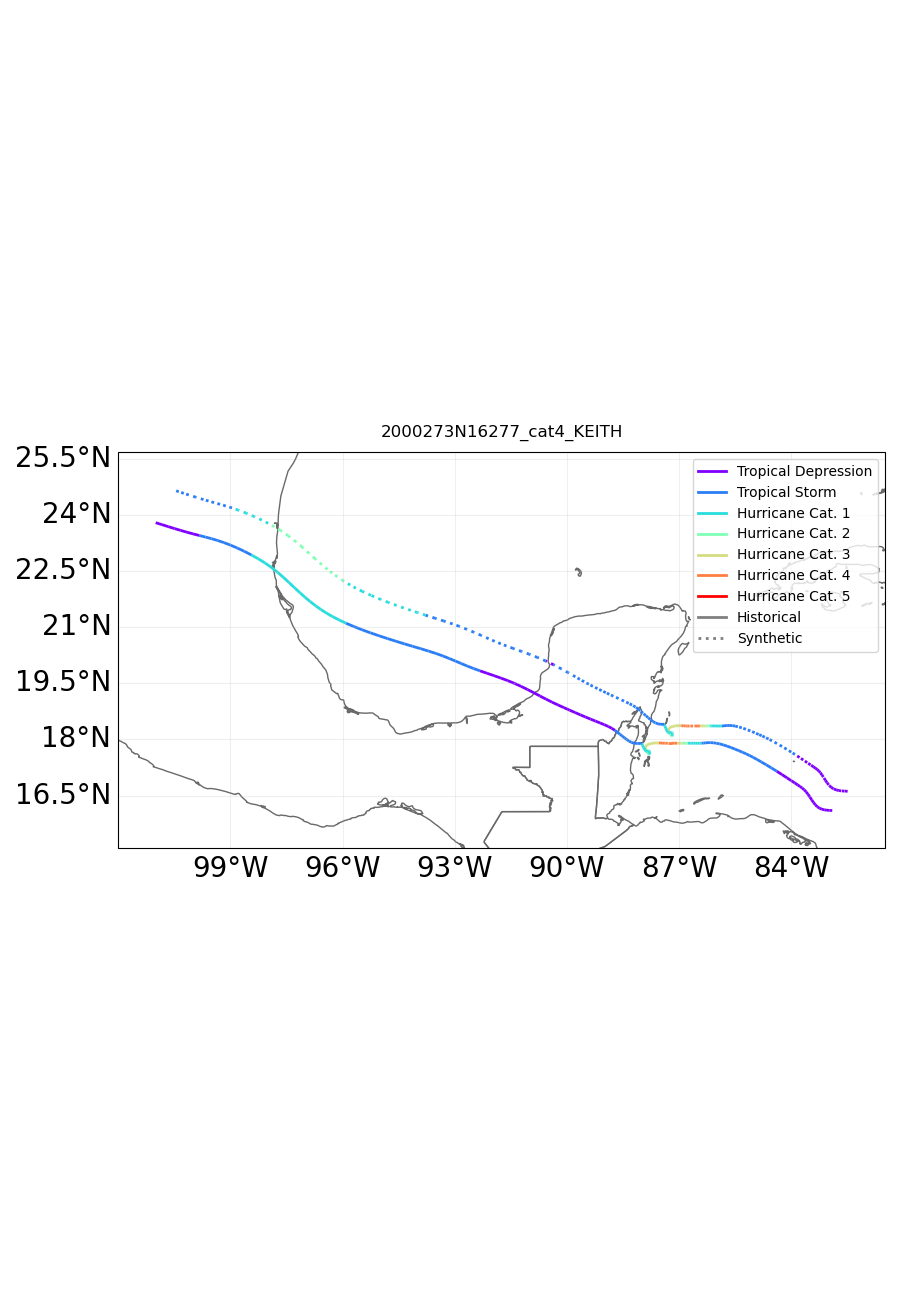 2000273N16277_cat4_KEITH
25.5°N
24°N
22.5°N
21°N
19.5°N
18°N
16.5°N
99°W
96°W
93°W
90°W
87°W
84°W
Tropical Depression
Tropical Storm
Hurricane Cat. 1
Hurricane Cat. 2
Hurricane Cat. 3
Hurricane Cat. 4
Hurricane Cat. 5
Historical
Synthetic